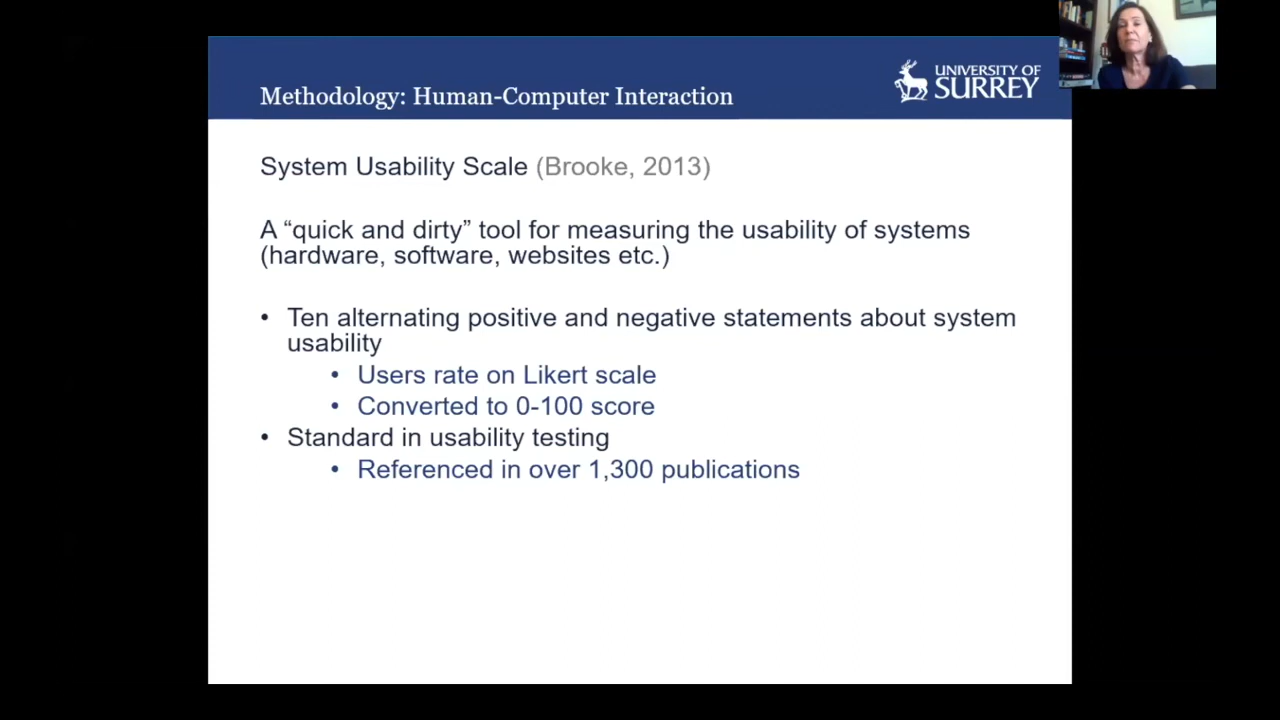 Methodology: Human-Computer Interaction
UNIVERSITY OF
SURREY
System Usability Scale (Brooke, 2013)
A “quick and dirty” tool for measuring the usability of systems
(hardware, software, websites etc.)
• Ten alternating positive and negative statements about system
usability
• Users rate on Likert scale
• Converted to 0-100 score
• Standard in usability testing
• Referenced in over 1,300 publications